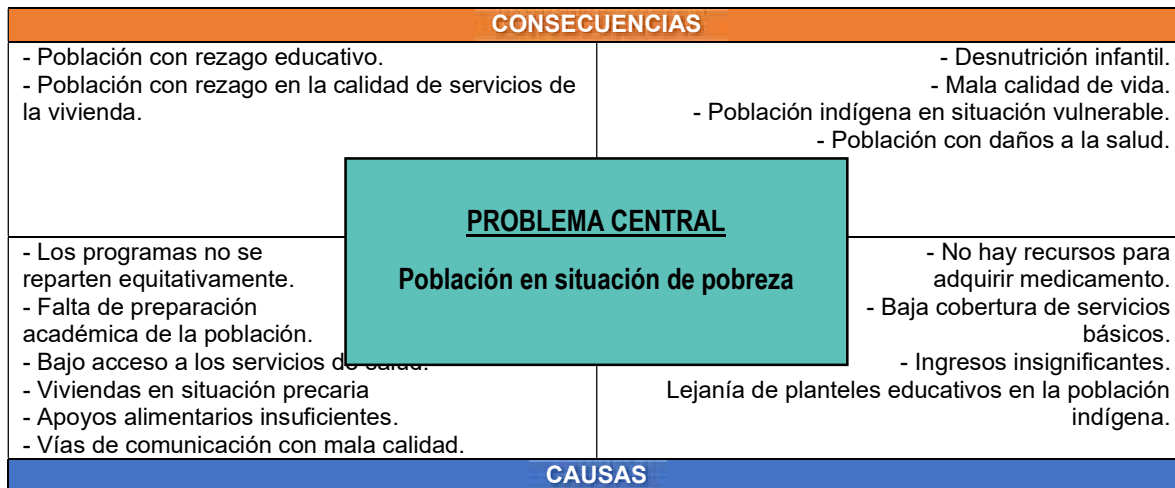 CONSECUENCIAS
- Población con rezago educativo.
- Población con rezago en la calidad de servicios de
la vivienda.
- Desnutrición infantil.
- Mala calidad de vida.
- Población indígena en situación vulnerable.
- Población con daños a la salud.
PROBLEMA CENTRAL
Población en situación de pobreza
- Los programas no se
reparten equitativamente.
- Falta de preparación
académica de la población.
- Bajo acceso a los servicios de salud.
- Viviendas en situación precaria
- Apoyos alimentarios insuficientes.
- Vías de comunicación con mala calidad.
- No hay recursos para
adquirir medicamento.
- Baja cobertura de servicios
básicos.
- Ingresos insignificantes.
Lejanía de planteles educativos en la población
indígena.
CAUSAS